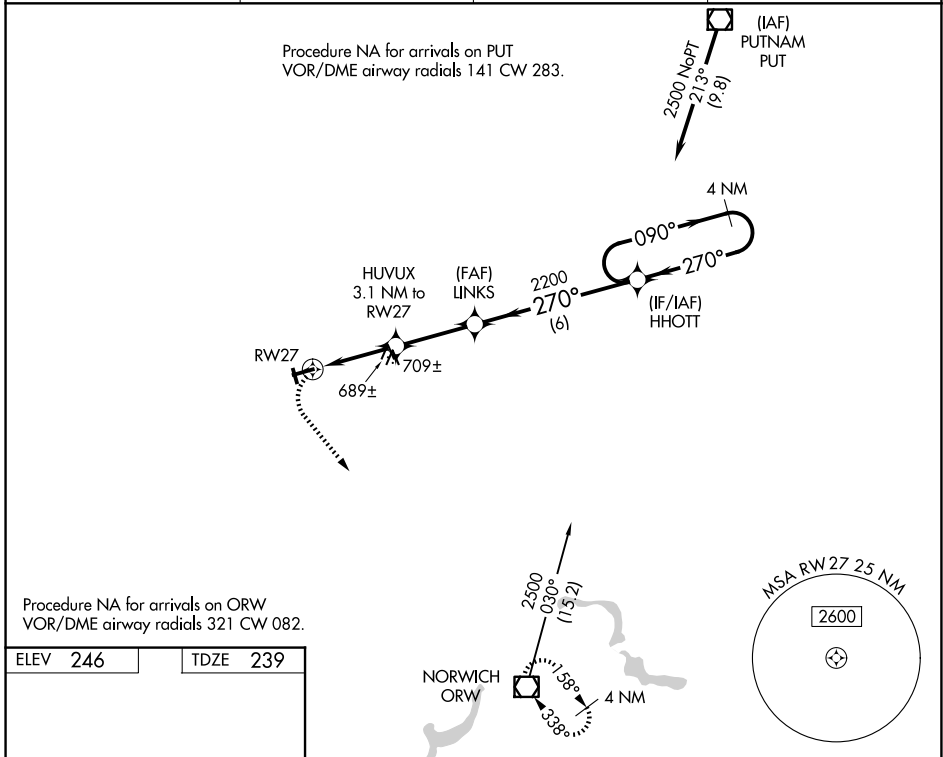 (IAF)
PUTNAM
PUT
Procedure NA for arrivals on PUT
VOR/DME airway radials 141 CW 283.
2500 NoPT
213°
(9.8)
4 NM
090°
270°
HUVUX
3.1 NM to
RW27
(FAF)
LINKS
2200
270°
(6)
(IF/IAF)
HHOTT
RW27
709±
689±
2500
030°
(15.2)
MSA RW27 25 NM
2600
Procedure NA for arrivals on ORW
VOR/DME airway radials 321 CW 082.
ELEV 246
TDZE 239
NORWICH
ORW
158°
338°
4 NM